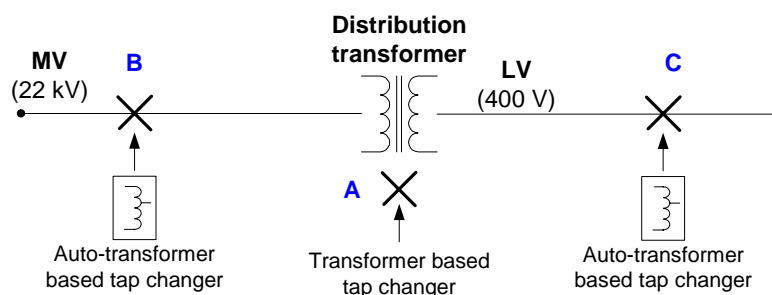 Distribution
transformer
MV
(22 kV)
B
LV
(400 V)
C
A
Auto-transformer
based tap changer
Transformer based
tap changer
Auto-transformer
based tap changer